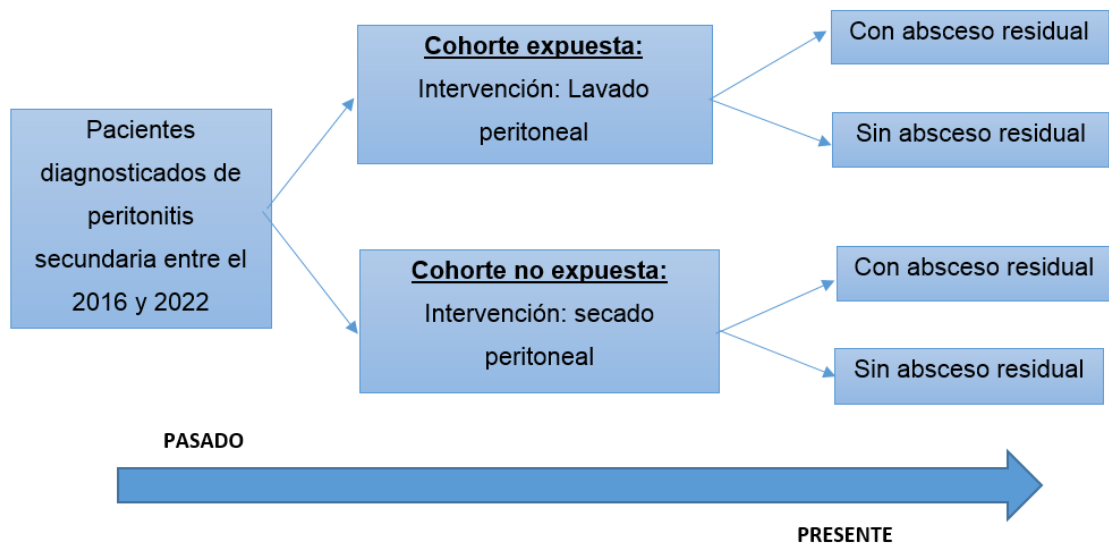 Pacientes
diagnosticados de
peritonitis
secundaria entre el
2016 y 2022
Cohorte expuesta:
Intervención: Lavado
peritoneal
Con absceso residual
Sin absceso residual
Cohorte no expuesta:
Intervención: secado
peritoneal
Con absceso residual
Sin absceso residual
PASADO
PRESENTE